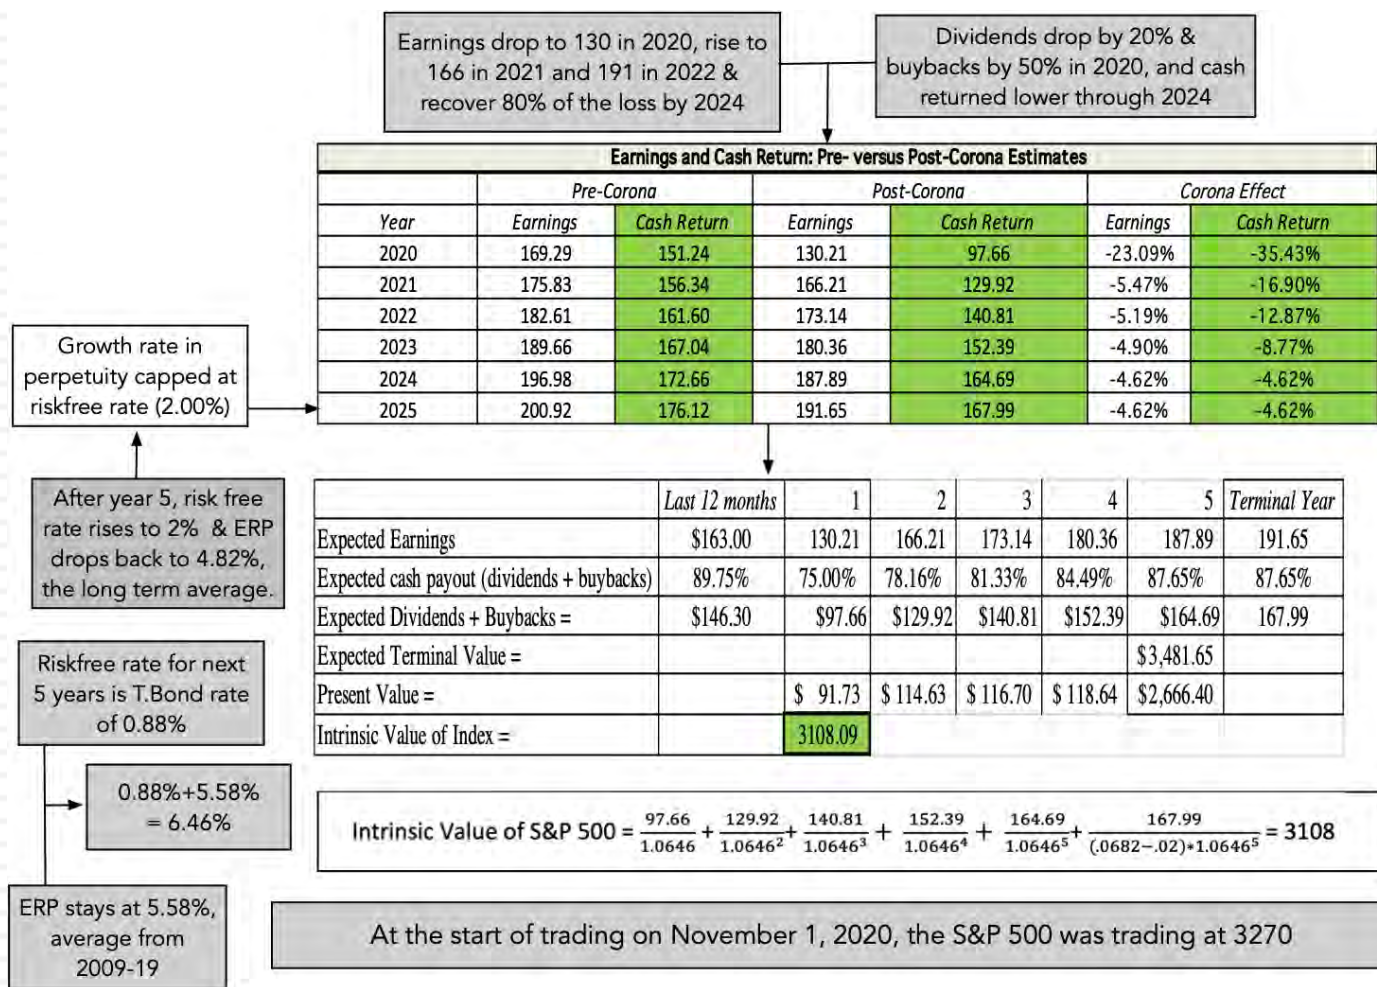 Earnings drop to 130 in 2020, rise to
166 in 2021 and 191 in 2022 &
recover 80% of the loss by 2024
Dividends drop by 20% &
buybacks by 50% in 2020, and cash
returned lower through 2024
Earnings and Cash Return: Pre- versus Post-Corona Estimates
Pre-Corona Post-Corona Corona Effect
Year Earnings Cash Return Earnings Cash Return Earnings Cash Return
2020 169.29 151.24 130.21 97.66 -23.09% -35.43%
2021 175.83 156.34 166.21 129.92 -5.47% -16.90%
2022 182.61 161.60 173.14 140.81 -5.19% -12.87%
2023 189.66 167.04 180.36 152.39 -4.90% -8.77%
2024 196.98 172.66 187.89 164.69 -4.62% -4.62%
2025 200.92 176.12 191.65 167.99 -4.62% -4.62%
Growth rate in
perpetuity capped at
riskfree rate (2.00%)
After year 5, risk free
rate rises to 2% & ERP
drops back to 4.82%,
the long term average.
Last 12 months 1 2 3 4 5 Terminal Year
Expected Earnings $163.00 130.21 166.21 173.14 180.36 187.89 191.65
Expected cash payout (dividends + buybacks) 89.75% 75.00% 78.16% 81.33% 84.49% 87.65% 87.65%
Expected Dividends + Buybacks = $146.30 $97.66 $129.92 $140.81 $152.39 $164.69 167.99
Expected Terminal Value = $3,481.65
Present Value = $ 91.73 $ 114.63 $ 116.70 $ 118.64 $2,666.40
Intrinsic Value of Index = 3108.09
Riskfree rate for next
5 years is T.Bond rate
of 0.88%
0.88%+5.58%
= 6.46%
ERP stays at 5.58%,
average from
2009-19
Intrinsic Value of S&P 500 = 97.66/1.0646 + 129.92/1.0646² + 140.81/1.0646³ + 152.39/1.0646⁴ + 164.69/1.0646⁵ + 167.99/(.0682−.02)*1.0646⁵ = 3108
At the start of trading on November 1, 2020, the S&P 500 was trading at 3270